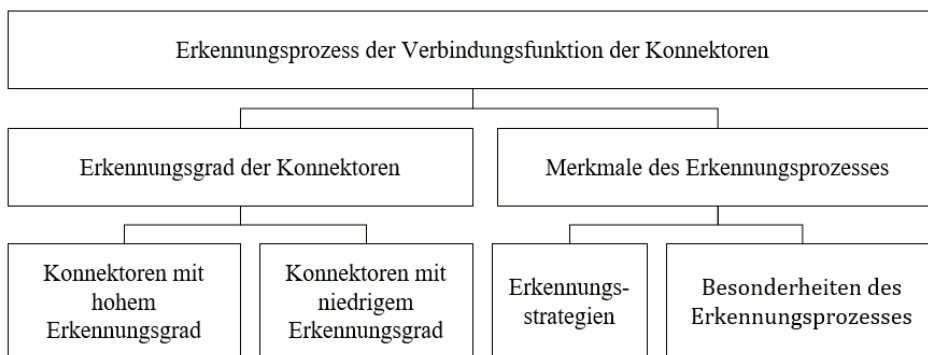 Erkennungsprozess der Verbindungsfunktion der Konnektoren
Erkennungsgrad der Konnektoren
Merkmale des Erkennungsprozesses
Konnektoren mit
hohem
Erkennungsgrad
Konnektoren mit
niedrigem
Erkennungsgrad
Erkennungs-
strategien
Besonderheiten des
Erkennungsprozesses